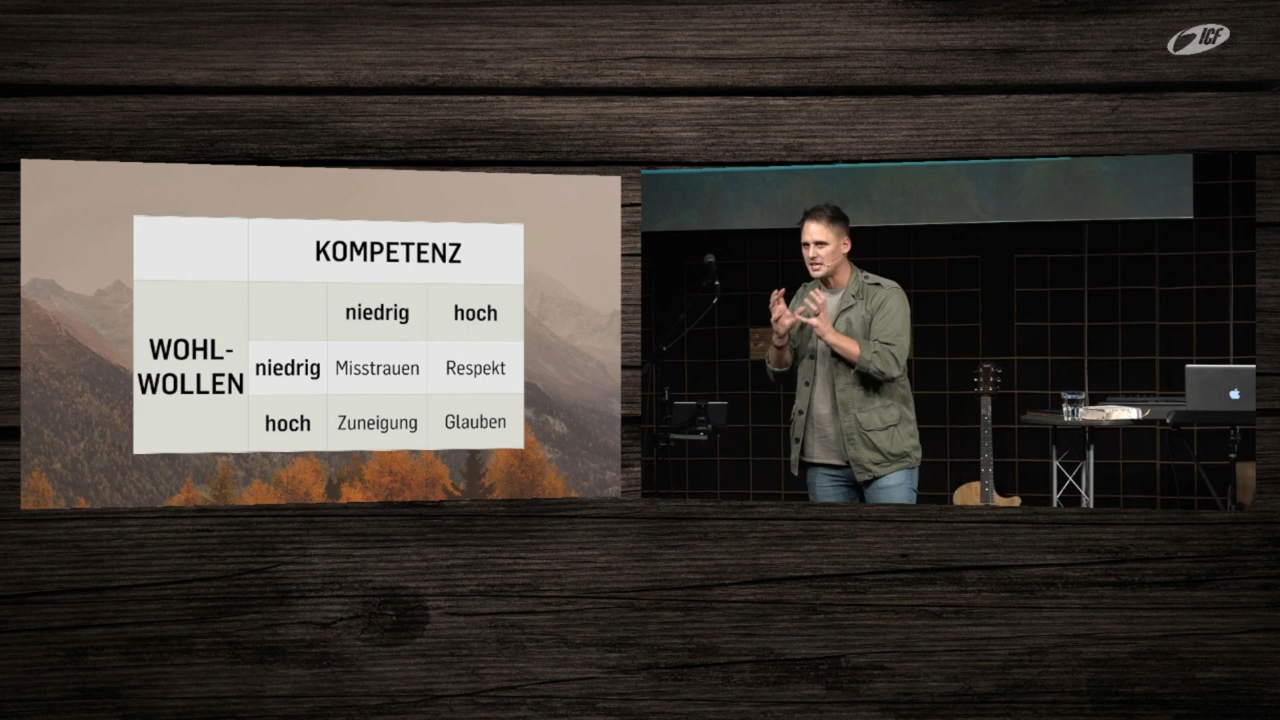 ICF
KOMPETENZ
niedrig hoch
WOHL-
WOLLEN
niedrig Misstrauen Respekt
hoch Zuneigung Glauben